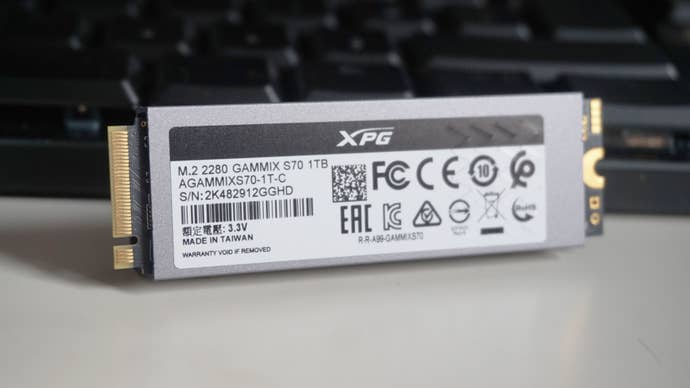 XPG
M.2 2280 GAMMIX S70 1TB
AGAMMIXS70-1T-C
S/N:2K482912GGHD
額定電壓: 3.3V
MADE IN TAIWAN
WARRANTY VOID IF REMOVED
FC CE 10
EAC
R-R-A99-GAMMIXS70